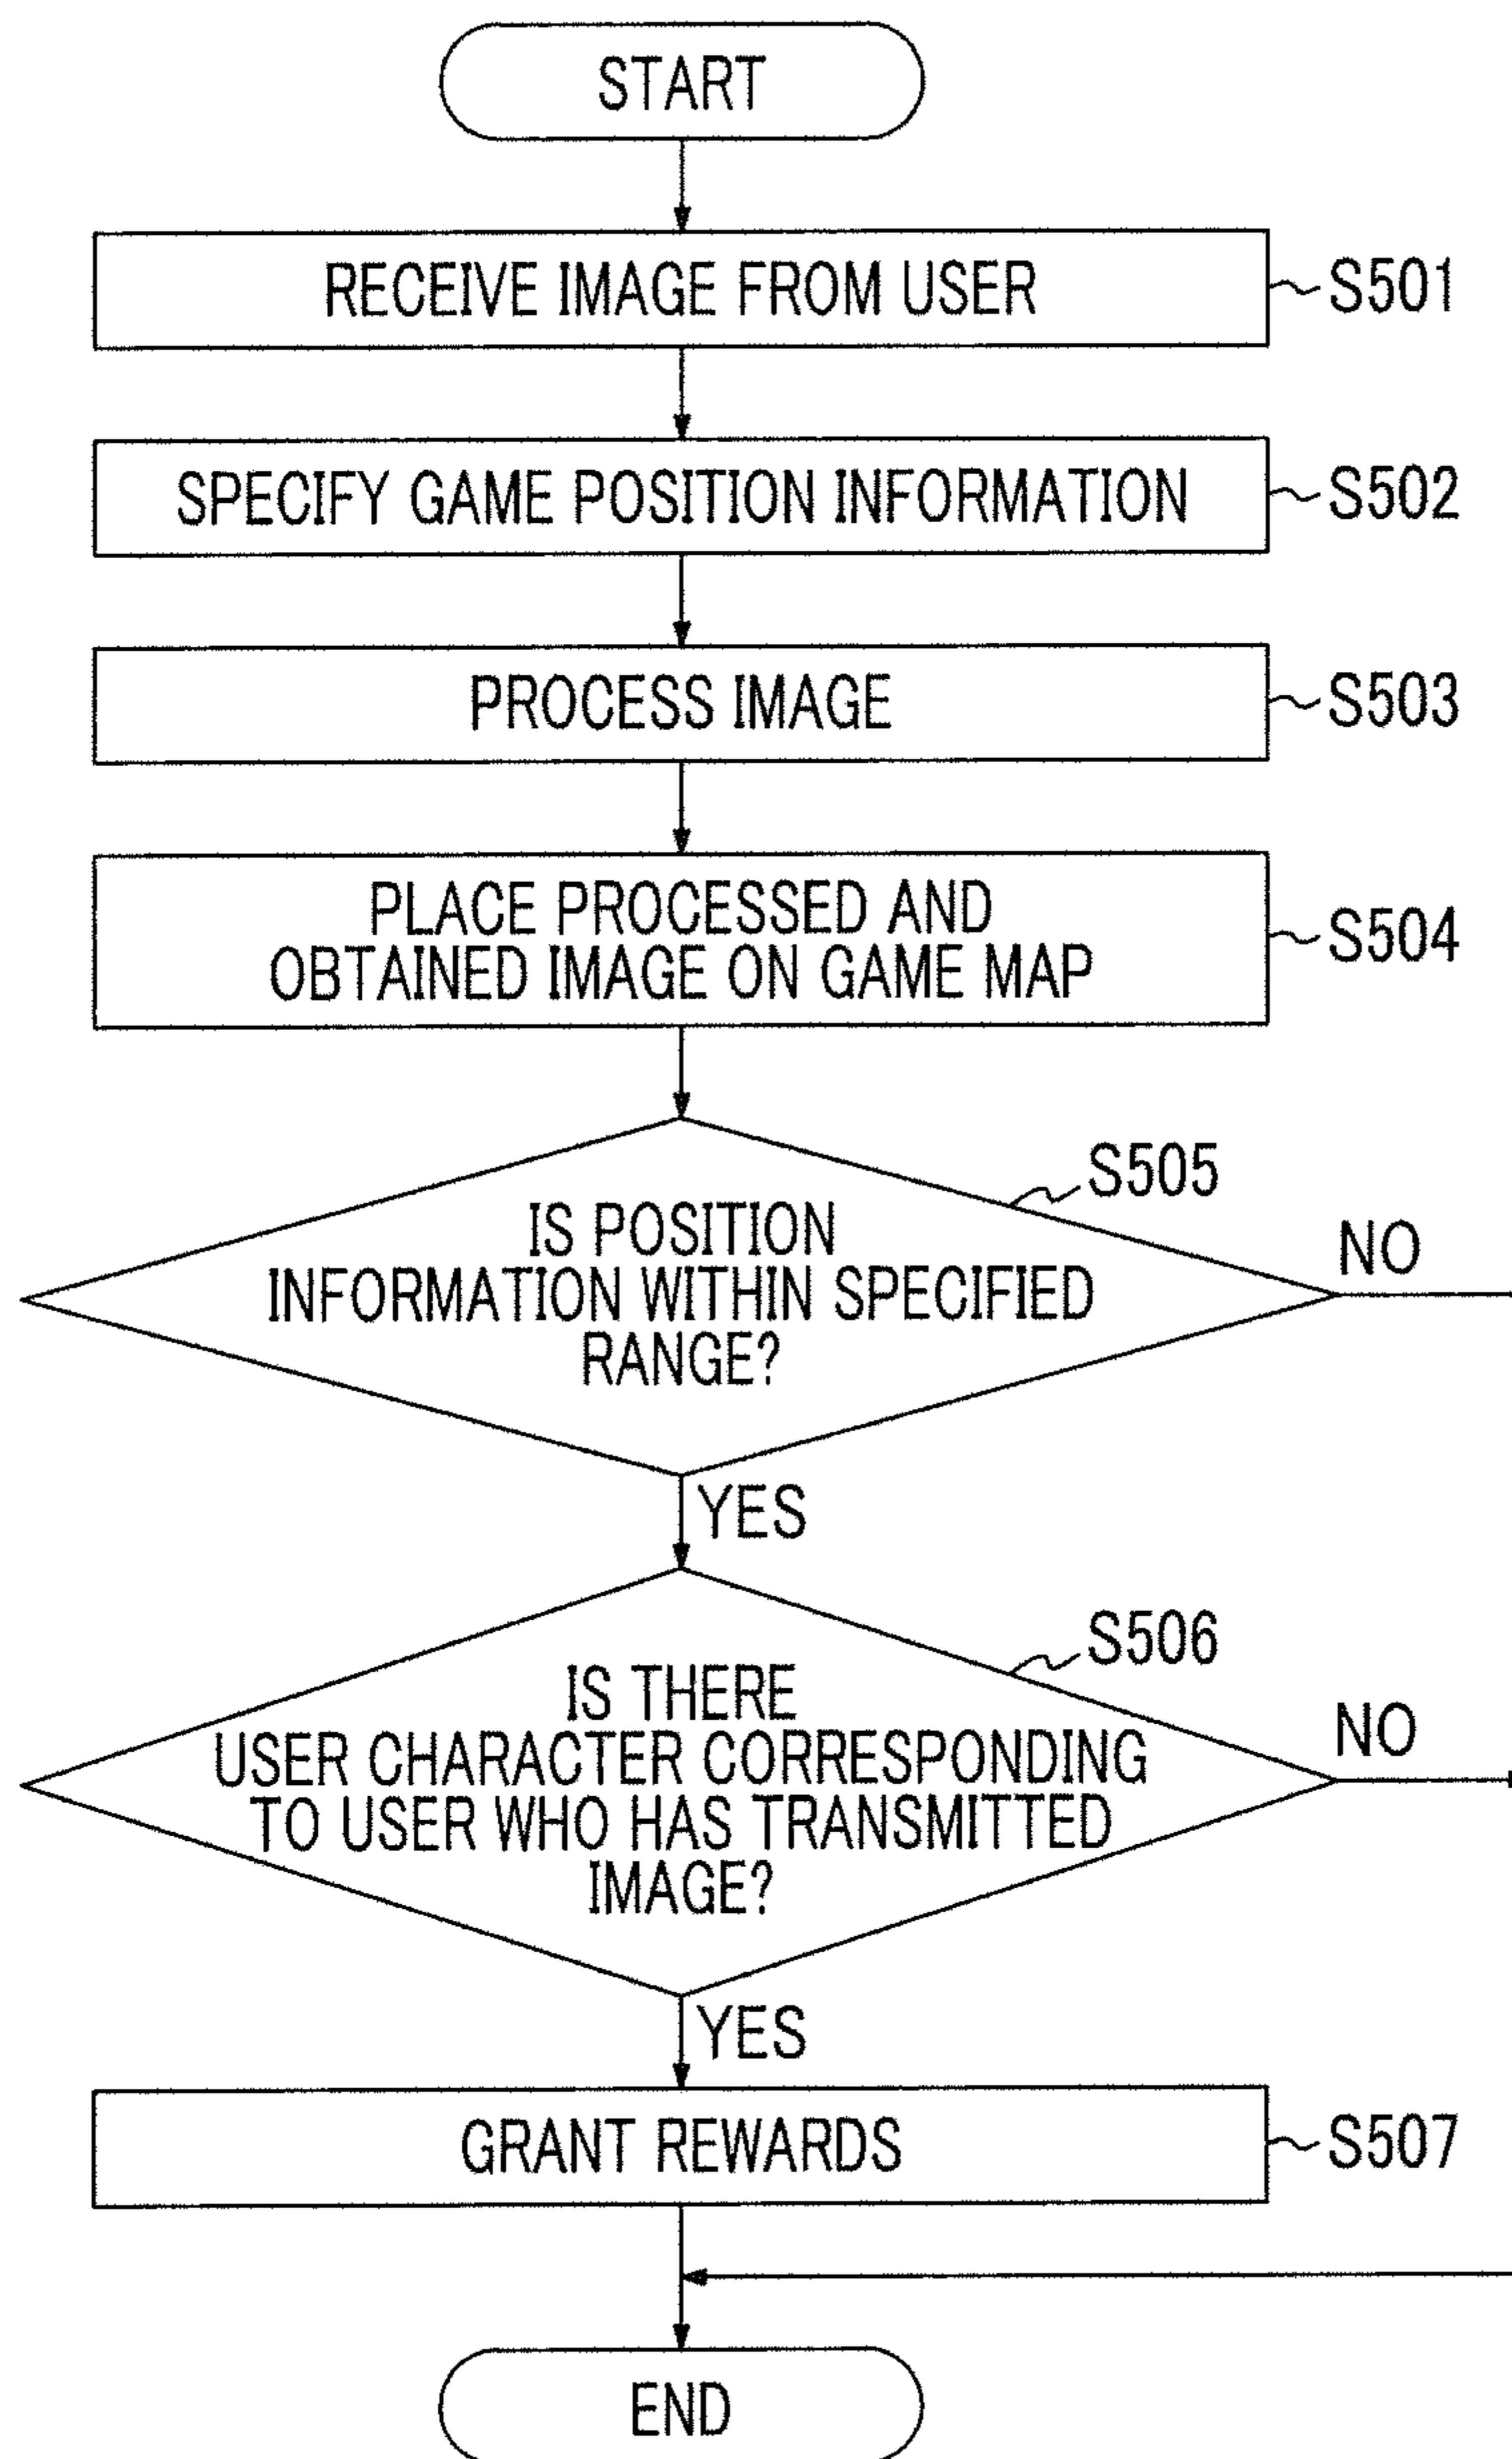 START
RECEIVE IMAGE FROM USER
S501
SPECIFY GAME POSITION INFORMATION
S502
PROCESS IMAGE
S503
PLACE PROCESSED AND
OBTAINED IMAGE ON GAME MAP
S504
S505
IS POSITION
INFORMATION WITHIN SPECIFIED
RANGE?
NO
YES
S506
IS THERE
USER CHARACTER CORRESPONDING
TO USER WHO HAS TRANSMITTED
IMAGE?
NO
YES
GRANT REWARDS
S507
END